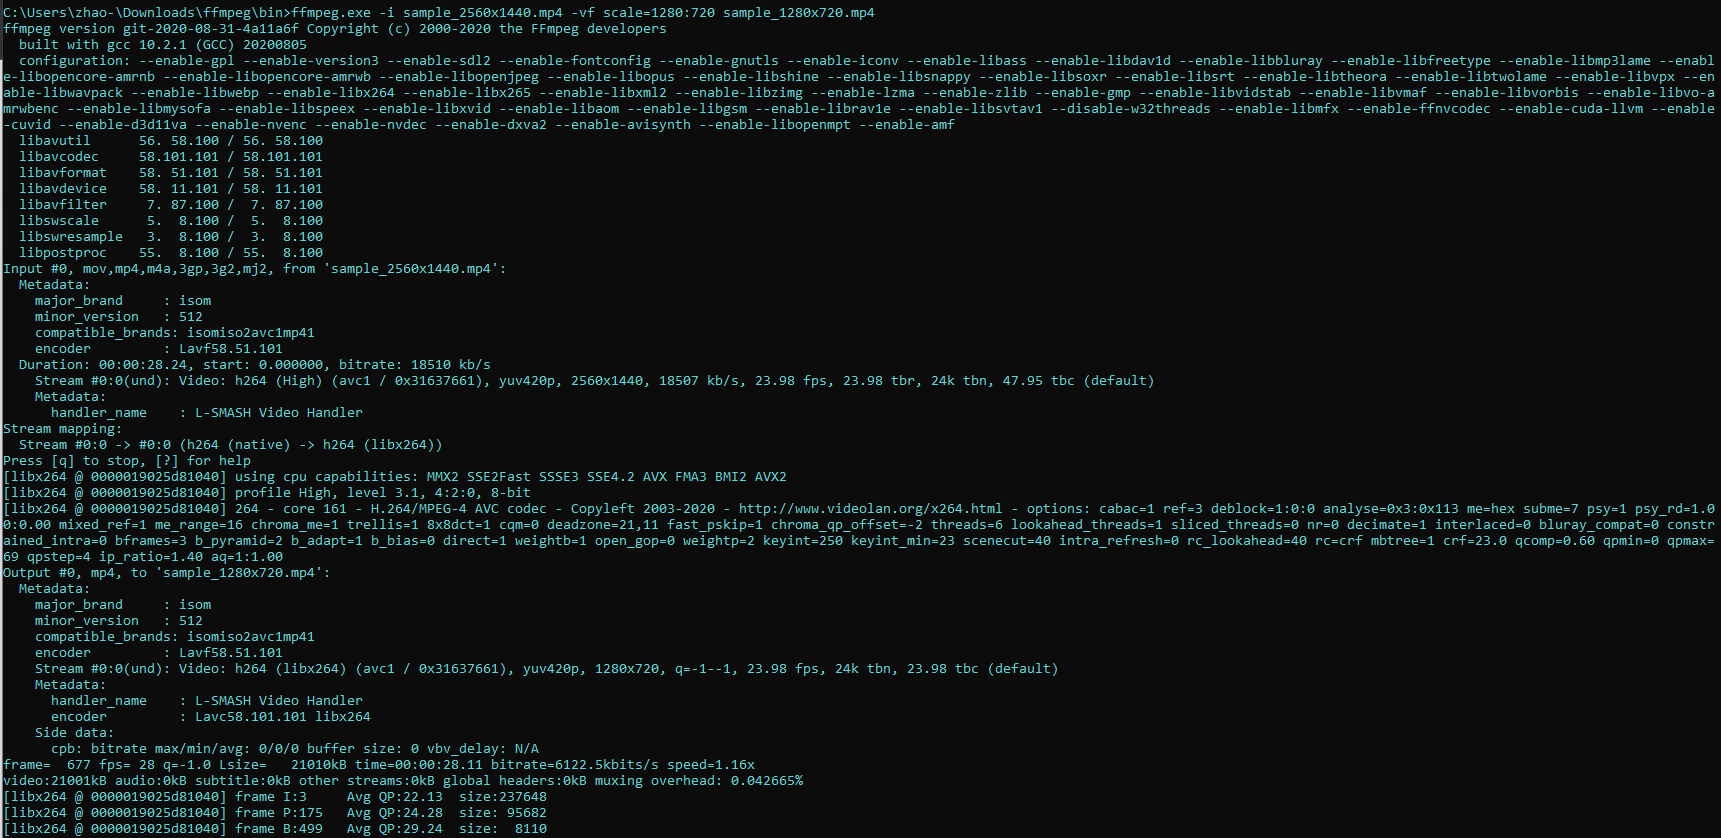 C:\Users\zhao-\Downloads\ffmpeg\bin>ffmpeg.exe -i sample_2560x1440.mp4 -vf scale=1280:720 sample_1280x720.mp4
ffmpeg version git-2020-08-31-4a11a6f Copyright (c) 2000-2020 the FFmpeg developers
  built with gcc 10.2.1 (GCC) 20200805
  configuration: --enable-gpl --enable-version3 --enable-sdl2 --enable-fontconfig --enable-gnutls --enable-iconv --enable-libass --enable-libdav1d --enable-libbluray --enable-libfreetype --enable-libmp3lame --enabl
e-libopencore-amrnb --enable-libopencore-amrwb --enable-libopenjpeg --enable-libopus --enable-libshine --enable-libsnappy --enable-libsoxr --enable-libsrt --enable-libtheora --enable-libtwolame --enable-libvpx --en
able-libwavpack --enable-libwebp --enable-libx264 --enable-libx265 --enable-libxml2 --enable-libzimg --enable-lzma --enable-zlib --enable-gmp --enable-libvidstab --enable-libvmaf --enable-libvorbis --enable-libvo-a
mrwbenc --enable-libmysofa --enable-libspeex --enable-libxvid --enable-libaom --enable-libgsm --enable-librav1e --enable-libsvtav1 --disable-w32threads --enable-libmfx --enable-ffnvcodec --enable-cuda-llvm --enable
-cuvid --enable-d3d11va --enable-nvenc --enable-nvdec --enable-dxva2 --enable-avisynth --enable-libopenmpt --enable-amf
  libavutil      56. 58.100 / 56. 58.100
  libavcodec     58.101.101 / 58.101.101
  libavformat    58. 51.101 / 58. 51.101
  libavdevice    58. 11.101 / 58. 11.101
  libavfilter     7. 87.100 /  7. 87.100
  libswscale      5.  8.100 /  5.  8.100
  libswresample   3.  8.100 /  3.  8.100
  libpostproc    55.  8.100 / 55.  8.100
Input #0, mov,mp4,m4a,3gp,3g2,mj2, from 'sample_2560x1440.mp4':
  Metadata:
    major_brand     : isom
    minor_version   : 512
    compatible_brands: isomiso2avc1mp41
    encoder         : Lavf58.51.101
  Duration: 00:00:28.24, start: 0.000000, bitrate: 18510 kb/s
    Stream #0:0(und): Video: h264 (High) (avc1 / 0x31637661), yuv420p, 2560x1440, 18507 kb/s, 23.98 fps, 23.98 tbr, 24k tbn, 47.95 tbc (default)
    Metadata:
      handler_name    : L-SMASH Video Handler
Stream mapping:
  Stream #0:0 -> #0:0 (h264 (native) -> h264 (libx264))
Press [q] to stop, [?] for help
[libx264 @ 0000019025d81040] using cpu capabilities: MMX2 SSE2Fast SSSE3 SSE4.2 AVX FMA3 BMI2 AVX2
[libx264 @ 0000019025d81040] profile High, level 3.1, 4:2:0, 8-bit
[libx264 @ 0000019025d81040] 264 - core 161 - H.264/MPEG-4 AVC codec - Copyleft 2003-2020 - http://www.videolan.org/x264.html - options: cabac=1 ref=3 deblock=1:0:0 analyse=0x3:0x113 me=hex subme=7 psy=1 psy_rd=1.0
0:0.00 mixed_ref=1 me_range=16 chroma_me=1 trellis=1 8x8dct=1 cqm=0 deadzone=21,11 fast_pskip=1 chroma_qp_offset=-2 threads=6 lookahead_threads=1 sliced_threads=0 nr=0 decimate=1 interlaced=0 bluray_compat=0 constr
ained_intra=0 bframes=3 b_pyramid=2 b_adapt=1 b_bias=0 direct=1 weightb=1 open_gop=0 weightp=2 keyint=250 keyint_min=23 scenecut=40 intra_refresh=0 rc_lookahead=40 rc=crf mbtree=1 crf=23.0 qcomp=0.60 qpmin=0 qpmax=
69 qpstep=4 ip_ratio=1.40 aq=1:1.00
Output #0, mp4, to 'sample_1280x720.mp4':
  Metadata:
    major_brand     : isom
    minor_version   : 512
    compatible_brands: isomiso2avc1mp41
    encoder         : Lavf58.51.101
    Stream #0:0(und): Video: h264 (libx264) (avc1 / 0x31637661), yuv420p, 1280x720, q=-1--1, 23.98 fps, 24k tbn, 23.98 tbc (default)
    Metadata:
      handler_name    : L-SMASH Video Handler
      encoder         : Lavc58.101.101 libx264
    Side data:
      cpb: bitrate max/min/avg: 0/0/0 buffer size: 0 vbv_delay: N/A
frame=  677 fps= 28 q=-1.0 Lsize=   21010kB time=00:00:28.11 bitrate=6122.5kbits/s speed=1.16x
video:21001kB audio:0kB subtitle:0kB other streams:0kB global headers:0kB muxing overhead: 0.042665%
[libx264 @ 0000019025d81040] frame I:3     Avg QP:22.13  size:237648
[libx264 @ 0000019025d81040] frame P:175   Avg QP:24.28  size: 95682
[libx264 @ 0000019025d81040] frame B:499   Avg QP:29.24  size:  8110